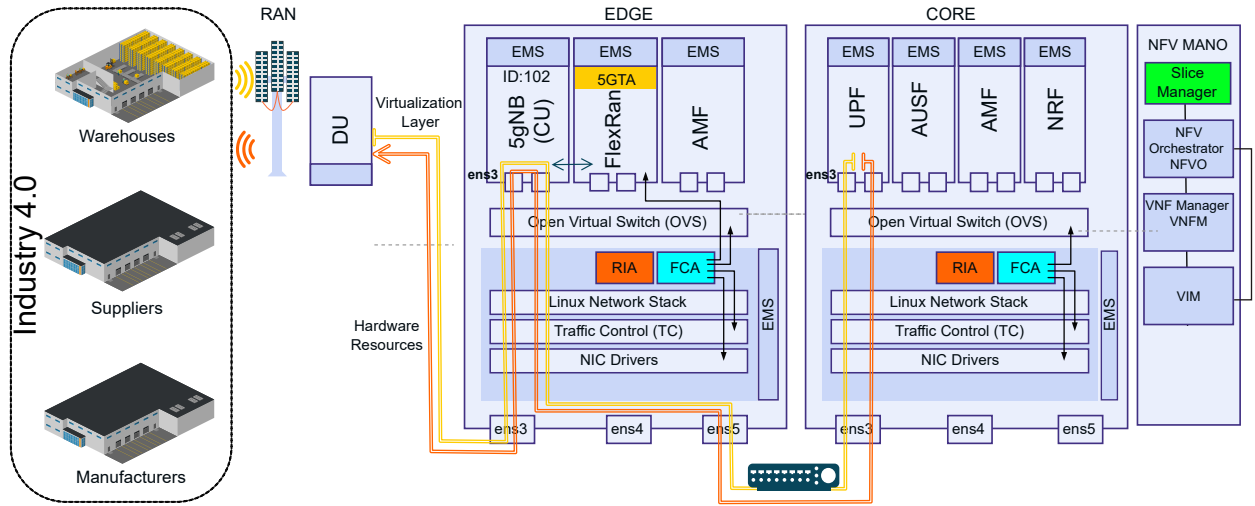 RAN
EDGE
CORE
Industry 4.0
Warehouses
Suppliers
Manufacturers
DU
Virtualization
Layer
Hardware
Resources
EMS
ID:102
5gNB
(CU)
ens3
EMS
5GTA
FlexRan
EMS
AMF
Open Virtual Switch (OVS)
RIA
FCA
Linux Network Stack
Traffic Control (TC)
NIC Drivers
EMS
ens3
ens4
ens5
EMS
UPF
ens3
EMS
AUSF
EMS
AMF
EMS
NRF
Open Virtual Switch (OVS)
RIA
FCA
Linux Network Stack
Traffic Control (TC)
NIC Drivers
EMS
ens3
ens4
ens5
NFV MANO
Slice
Manager
NFV
Orchestrator
NFVO
VNF Manager
VNFM
VIM